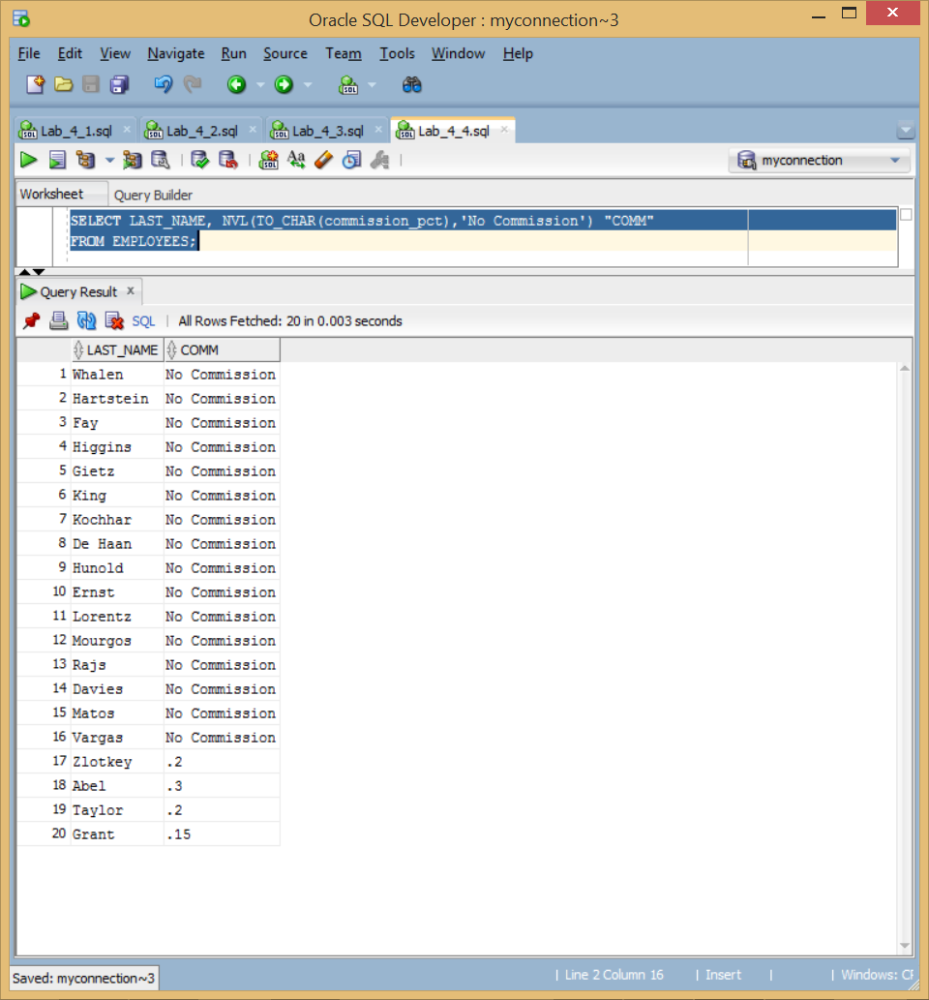 Oracle SQL Developer : myconnection~3
File Edit View Navigate Run Source Team Tools Window Help
Lab_4_1.sql Lab_4_2.sql Lab_4_3.sql Lab_4_4.sql
myconnection
Worksheet Query Builder
SELECT LAST_NAME, NVL(TO_CHAR(commission_pct),'No Commission') "COMM"
FROM EMPLOYEES;
Query Result x
SQL | All Rows Fetched: 20 in 0.003 seconds
LAST_NAME COMM
1 Whalen No Commission
2 Hartstein No Commission
3 Fay No Commission
4 Higgins No Commission
5 Gietz No Commission
6 King No Commission
7 Kochhar No Commission
8 De Haan No Commission
9 Hunold No Commission
10 Ernst No Commission
11 Lorentz No Commission
12 Mourgos No Commission
13 Rajs No Commission
14 Davies No Commission
15 Matos No Commission
16 Vargas No Commission
17 Zlotkey .2
18 Abel .3
19 Taylor .2
20 Grant .15
Saved: myconnection~3 | Line 2 Column 16 | Insert | | Windows: